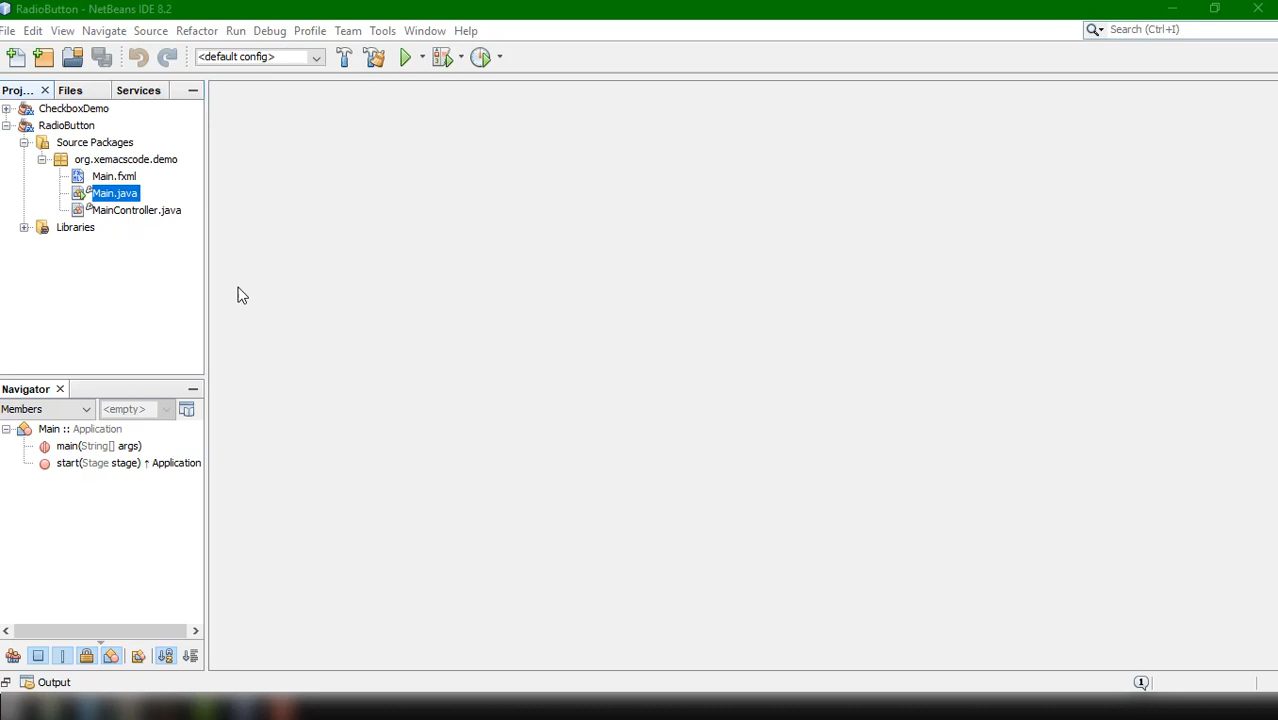 RadioButton - NetBeans IDE 8.2
File Edit View Navigate Source Refactor Run Debug Profile Team Tools Window Help
Search (Ctrl+I)
<default config>
Proj... Files Services
CheckboxDemo
RadioButton
Source Packages
org.xemacscode.demo
Main.fxml
Main.java
MainController.java
Libraries
Navigator
Members <empty>
Main :: Application
main(String[] args)
start(Stage stage) ↑ Application
Output
1